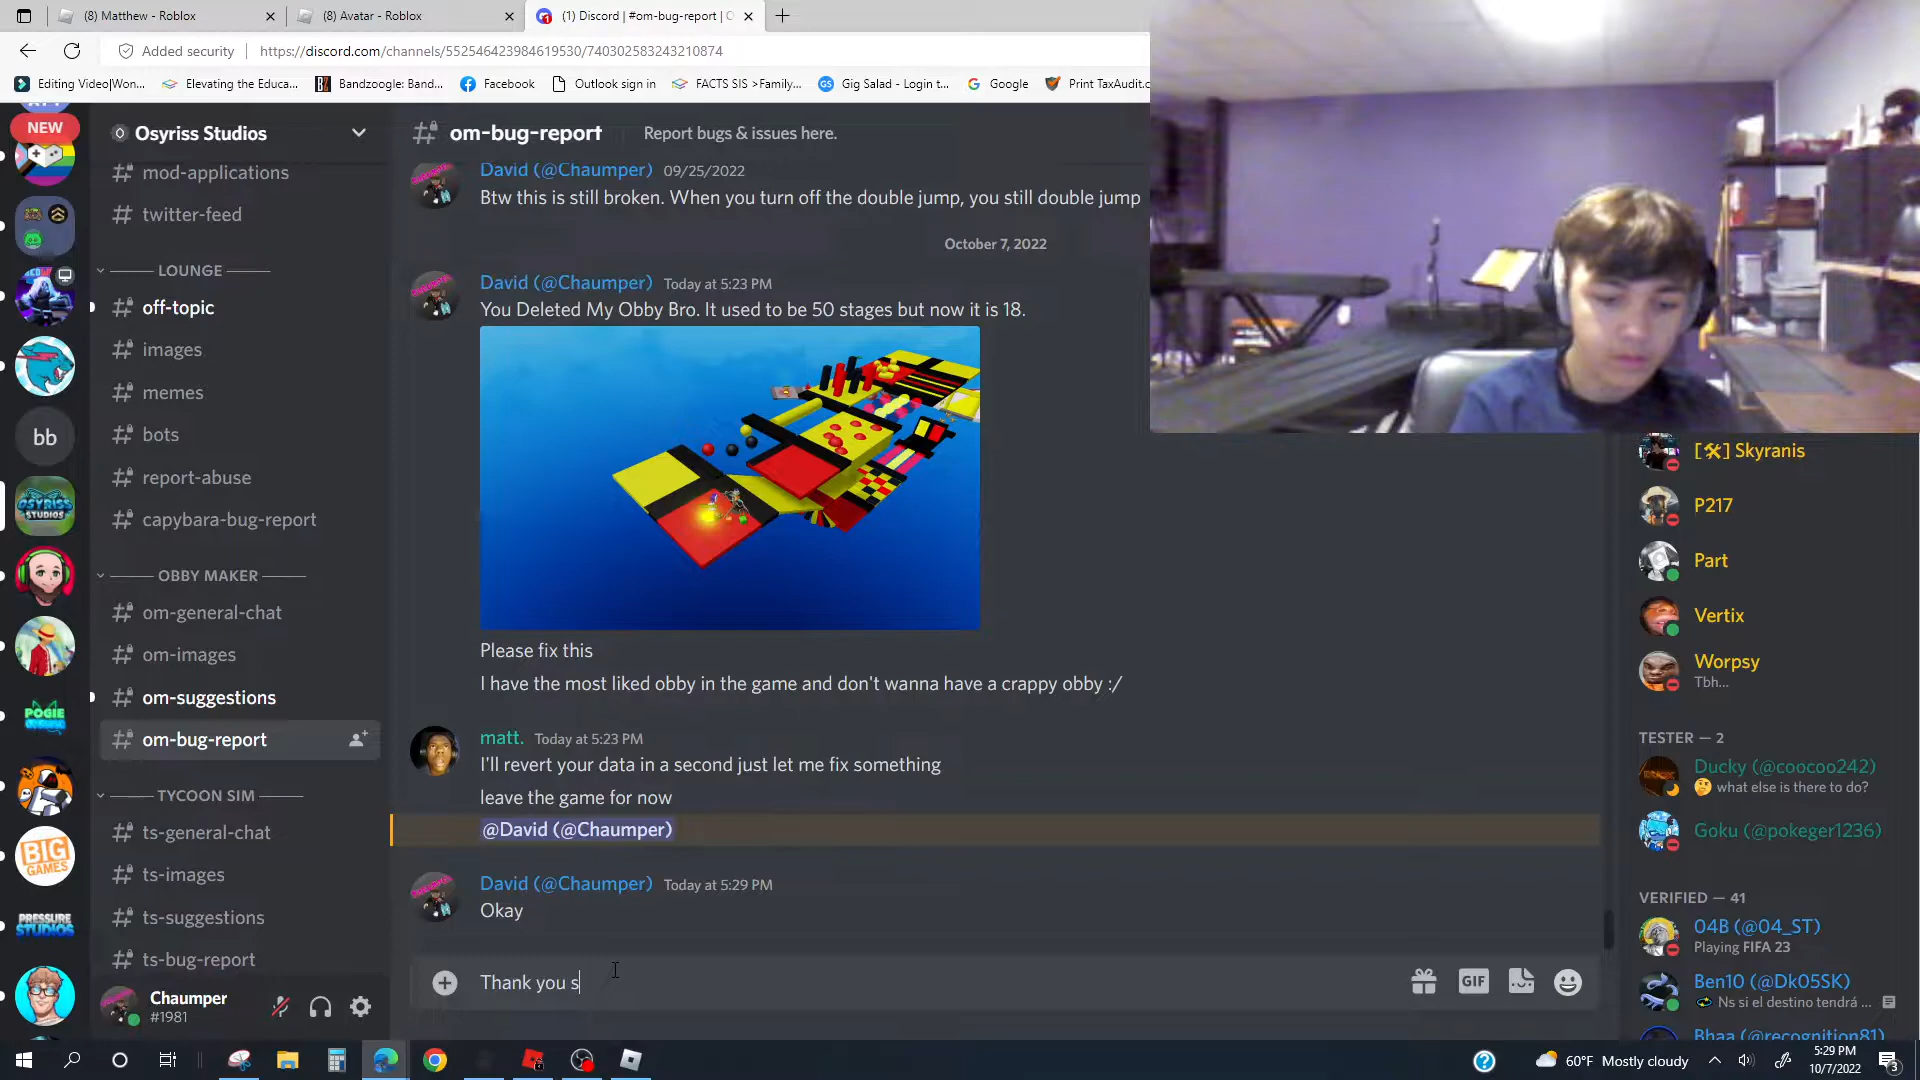 (8) Matthew - Roblox
(8) Avatar - Roblox
(1) Discord | #om-bug-report |
Added security
https://discord.com/channels/552546423984619530/740302583243210874
Editing Video|Won...
Elevating the Educa...
Bandzoogle: Band...
Facebook
Outlook sign in
FACTS SIS >Family...
Gig Salad - Login t...
Google
Print TaxAudit.c
NEW
bb
OSYRISS STUDIOS
POGIE
PRESSURE STUDIOS
BIG GAMES
Osyriss Studios
mod-applications
twitter-feed
LOUNGE
off-topic
images
memes
bots
report-abuse
capybara-bug-report
OBBY MAKER
om-general-chat
om-images
om-suggestions
om-bug-report
TYCOON SIM
ts-general-chat
ts-images
ts-suggestions
ts-bug-report
Chaumper
#1981
om-bug-report
Report bugs & issues here.
David (@Chaumper) 09/25/2022
Btw this is still broken. When you turn off the double jump, you still double jump
October 7, 2022
David (@Chaumper) Today at 5:23 PM
You Deleted My Obby Bro. It used to be 50 stages but now it is 18.
Please fix this
I have the most liked obby in the game and don't wanna have a crappy obby :/
matt. Today at 5:23 PM
I'll revert your data in a second just let me fix something
leave the game for now
@David (@Chaumper)
David (@Chaumper) Today at 5:29 PM
Okay
Thank you s
GIF
[🛠] Skyranis
P217
Part
Vertix
Worpsy
Tbh...
TESTER — 2
Ducky (@coocoo242)
🤔 what else is there to do?
Goku (@pokeger1236)
VERIFIED — 41
04B (@04_ST)
Playing FIFA 23
Ben10 (@Dk05SK)
Ns si el destino tendrá ...
Bhaa (@recognition81)
60°F Mostly cloudy
5:29 PM
10/7/2022
3